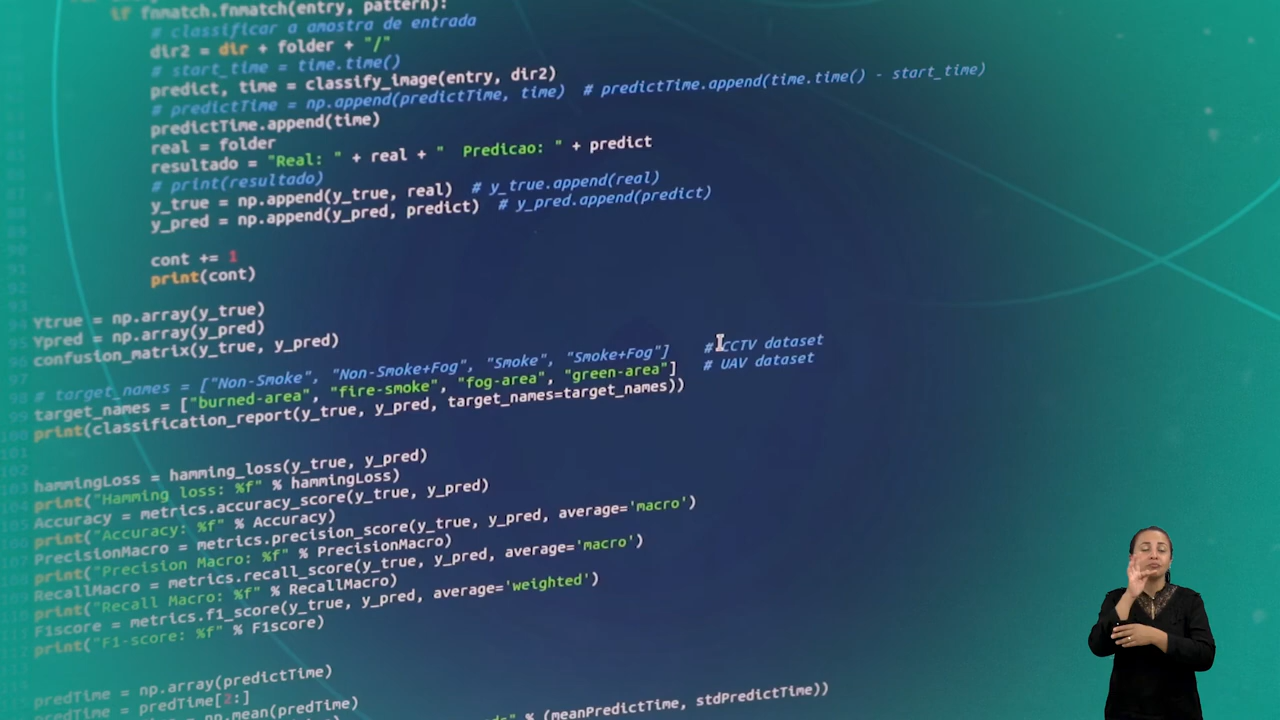 if fnmatch.fnmatch(entry, pattern):
# classificar a amostra de entrada
dir2 = dir + folder + "/"
# start_time = time.time()
predict, time = classify_image(entry, dir2)
# predictTime = np.append(predictTime, time)  # predictTime.append(time.time() - start_time)
predictTime.append(time)
real = folder
resultado = "Real: " + real + "  Predicao: " + predict
# print(resultado)
y_true = np.append(y_true, real)  # y_true.append(real)
y_pred = np.append(y_pred, predict)  # y_pred.append(predict)
cont += 1
print(cont)
Ytrue = np.array(y_true)
Ypred = np.array(y_pred)
confusion_matrix(y_true, y_pred)
# target_names = ["Non-Smoke", "Non-Smoke+Fog", "Smoke", "Smoke+Fog"]  # CCTV dataset
target_names = ["burned-area", "fire-smoke", "fog-area", "green-area"]  # UAV dataset
print(classification_report(y_true, y_pred, target_names=target_names))
hammingLoss = hamming_loss(y_true, y_pred)
print("Hamming loss: %f" % hammingLoss)
Accuracy = metrics.accuracy_score(y_true, y_pred)
print("Accuracy: %f" % Accuracy)
PrecisionMacro = metrics.precision_score(y_true, y_pred, average='macro')
print("Precision Macro: %f" % PrecisionMacro)
RecallMacro = metrics.recall_score(y_true, y_pred, average='macro')
print("Recall Macro: %f" % RecallMacro)
F1score = metrics.f1_score(y_true, y_pred, average='weighted')
print("F1-score: %f" % F1score)
predTime = np.array(predictTime)
predTime = predTime[2:]
= np.mean(predTime)
" % (meanPredictTime, stdPredictTime))